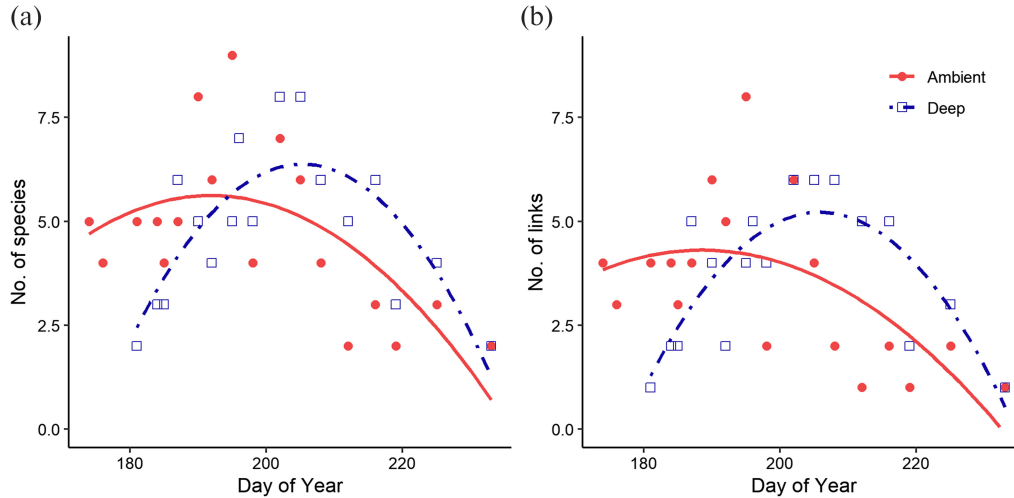 (a)
No. of species
7.5
5.0
2.5
0.0
180
200
220
Day of Year
(b)
No. of links
7.5
5.0
2.5
0.0
180
200
220
Day of Year
Ambient
Deep